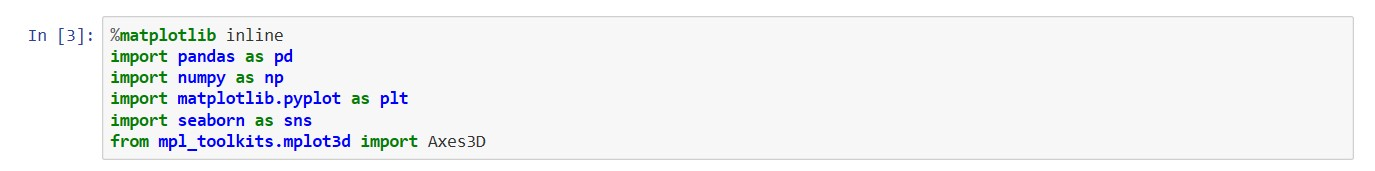 In [3]: %matplotlib inline
import pandas as pd
import numpy as np
import matplotlib.pyplot as plt
import seaborn as sns
from mpl_toolkits.mplot3d import Axes3D